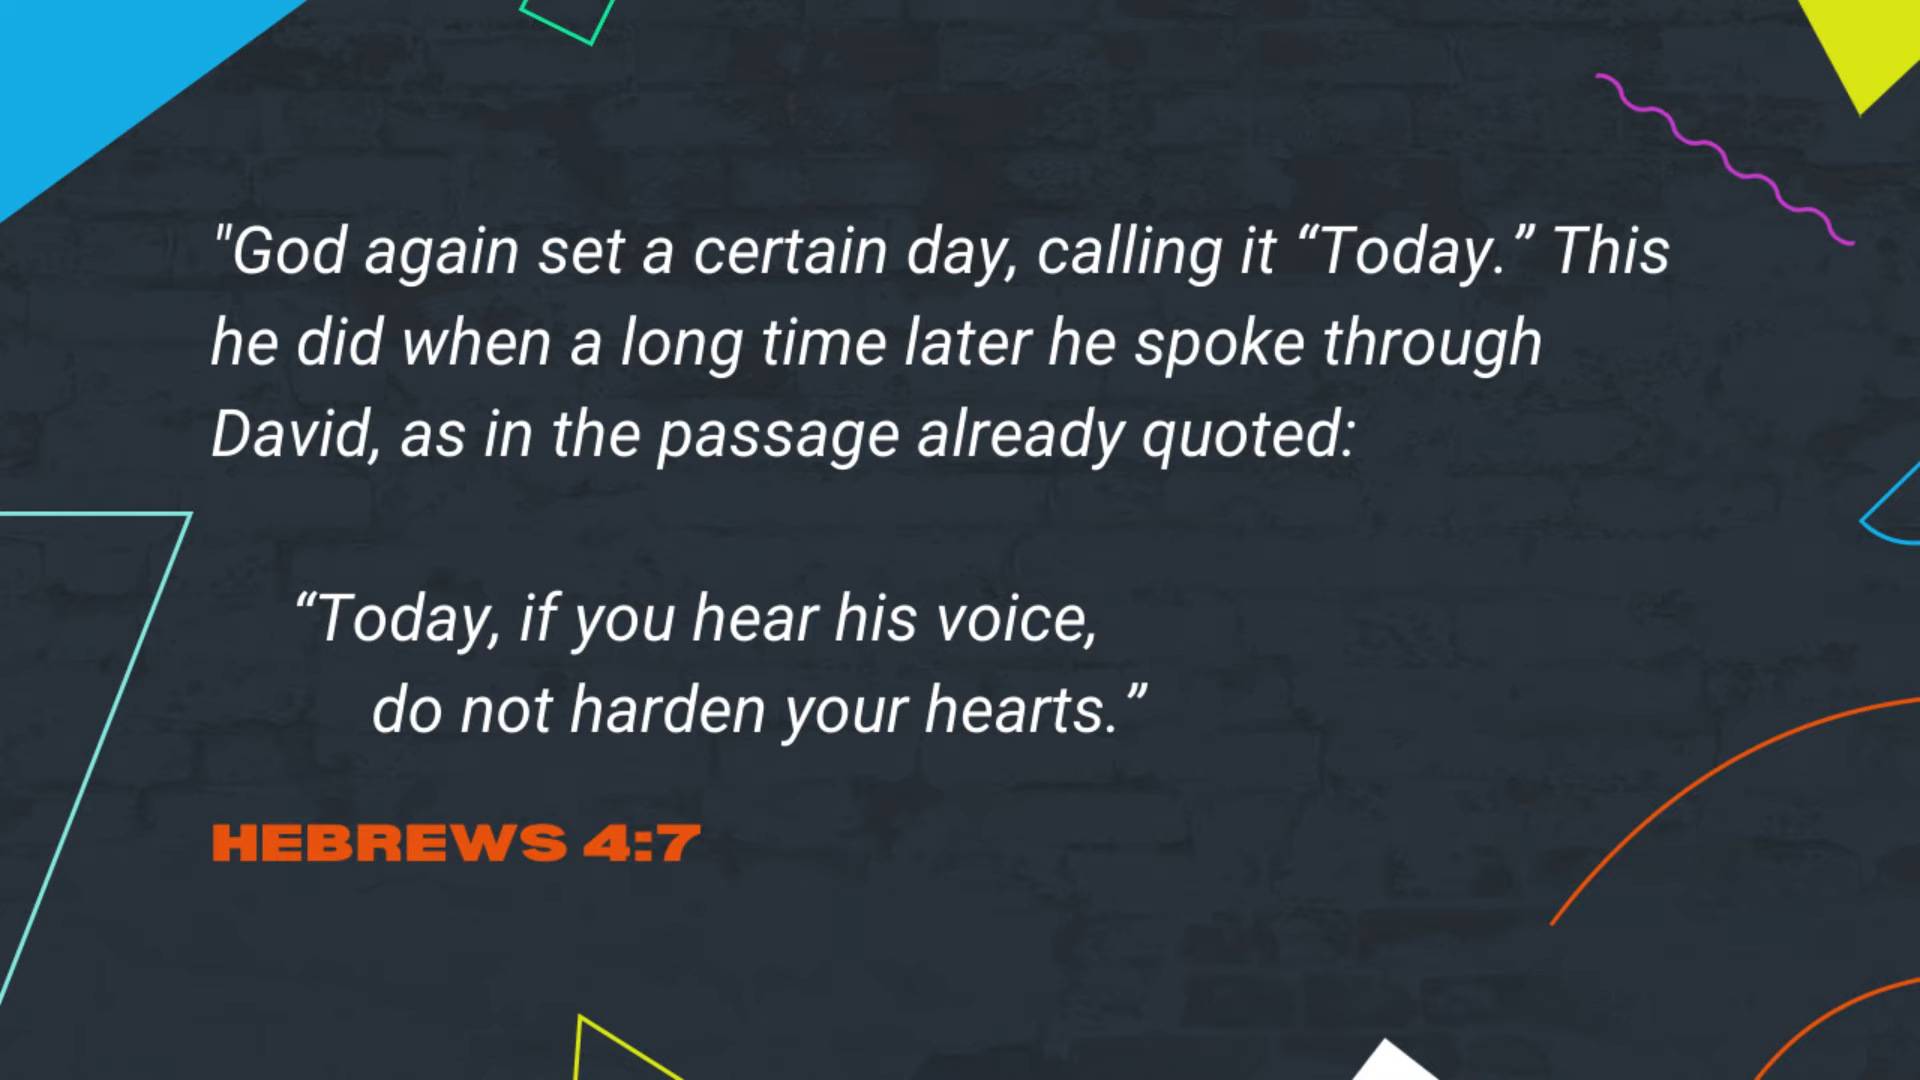 "God again set a certain day, calling it “Today.” This
he did when a long time later he spoke through
David, as in the passage already quoted:
“Today, if you hear his voice,
do not harden your hearts.”
HEBREWS 4:7